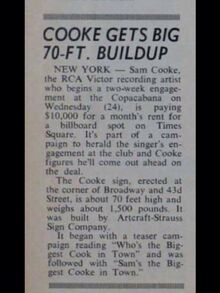 COOKE GETS BIG
70-FT. BUILDUP
NEW YORK — Sam Cooke,
the RCA Victor recording artist
who begins a two-week engage-
ment at the Copacabana on
Wednesday (24), is paying
$10,000 for a month's rent for
a billboard spot on Times
Square. It's part of a cam-
paign to herald the singer's en-
gagement at the club and Cooke
figures he'll come out ahead on
the deal.
The Cooke sign, erected at
the corner of Broadway and 43d
Street, is about 70 feet high and
weighs about 1,500 pounds. It
was built by Artcraft-Strauss
Sign Company.
It began with a teaser cam-
paign reading "Who's the Big-
gest Cook in Town" and was
followed with "Sam's the Big-
gest Cooke in Town."